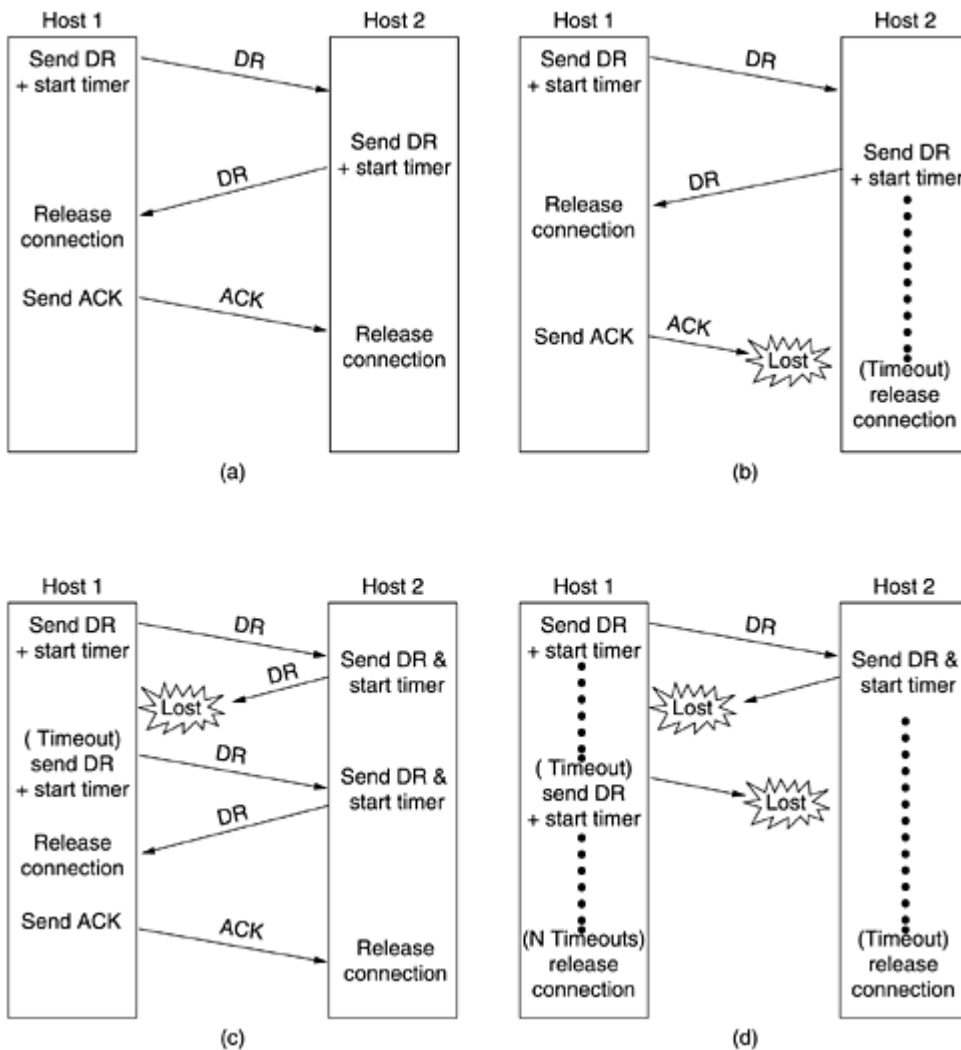 Host 1
Host 2
Send DR
+ start timer
DR
Send DR
+ start timer
DR
Release
connection
Send ACK
ACK
Release
connection
(a)
Host 1
Host 2
Send DR
+ start timer
DR
Send DR
+ start timer
DR
Release
connection
Send ACK
ACK
Lost
(Timeout)
release
connection
(b)
Host 1
Host 2
Send DR
+ start timer
DR
Send DR &
start timer
DR
Lost
( Timeout)
send DR
+ start timer
DR
Send DR &
start timer
DR
Release
connection
Send ACK
ACK
Release
connection
(c)
Host 1
Host 2
Send DR
+ start timer
DR
Send DR &
start timer
Lost
( Timeout)
send DR
+ start timer
Lost
(N Timeouts)
release
connection
(Timeout)
release
connection
(d)